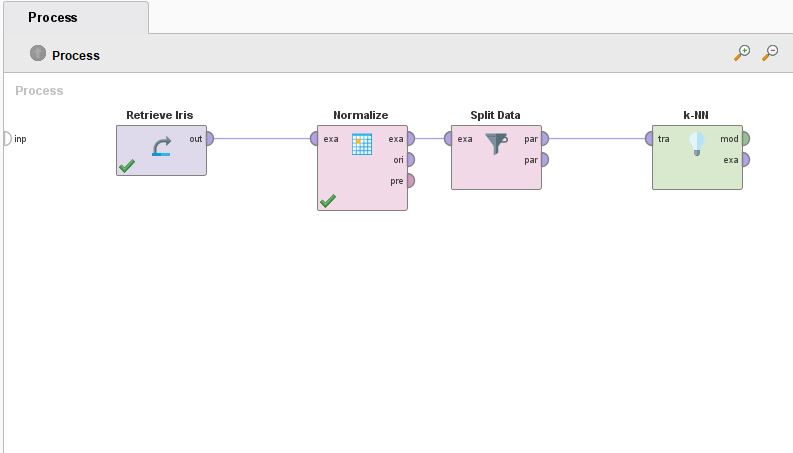 Process
Process
Process
Retrieve Iris
Normalize
Split Data
k-NN
inp
out
exa
exa
exa
par
tra
mod
ori
par
exa
pre